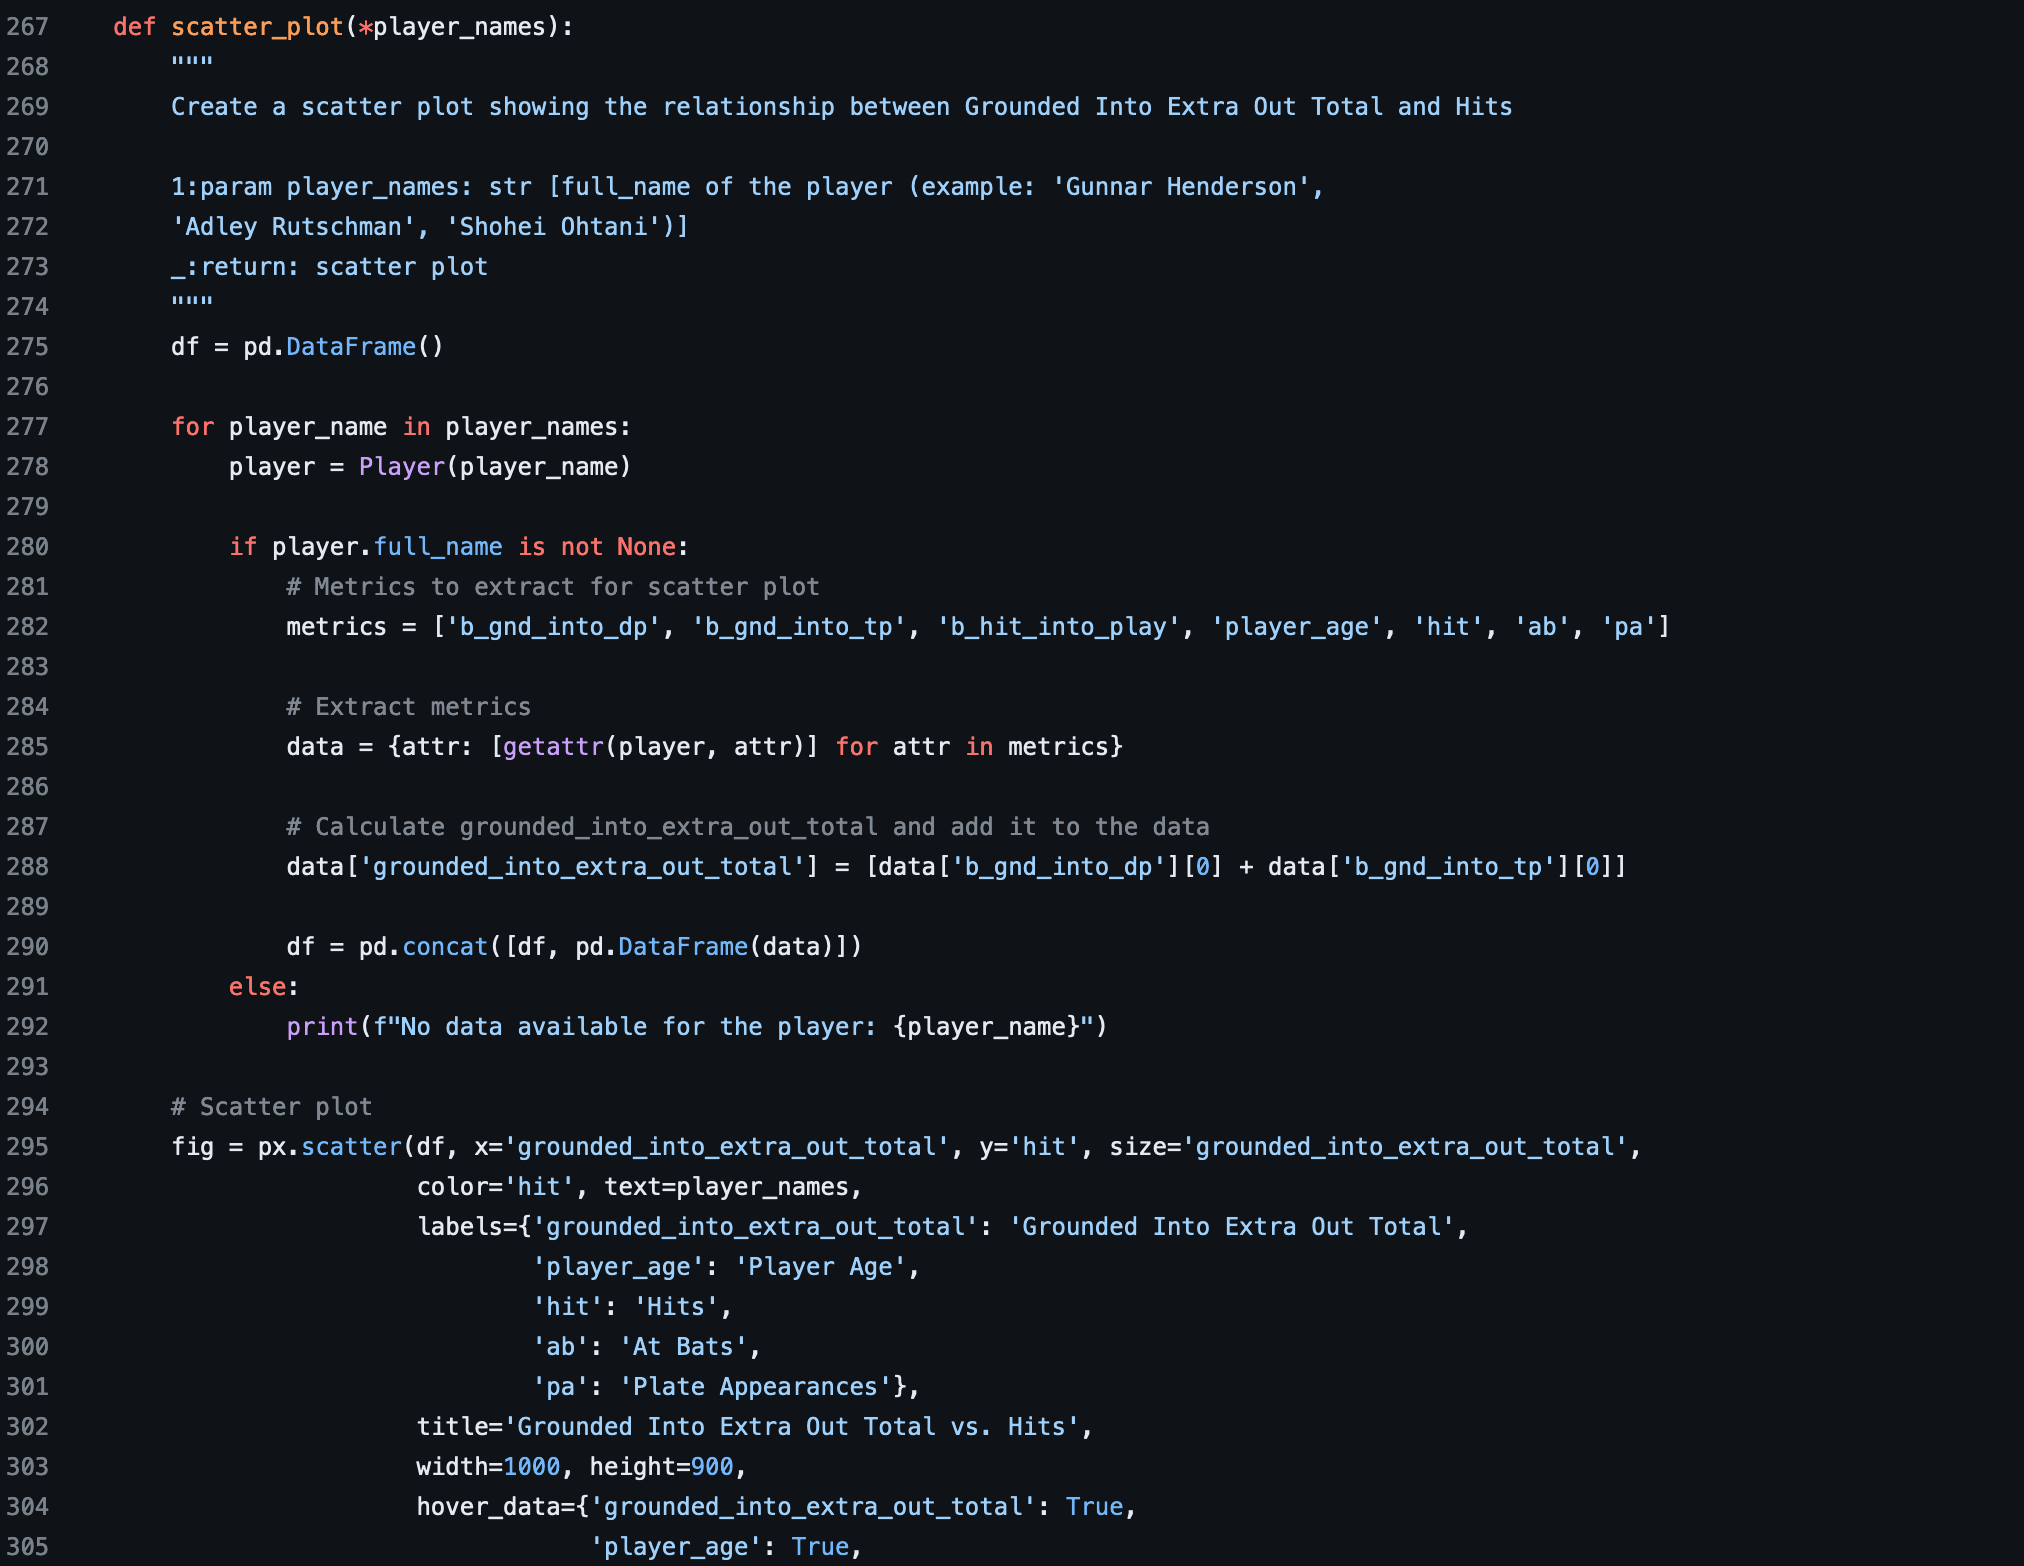 267    def scatter_plot(*player_names):
268        """
269        Create a scatter plot showing the relationship between Grounded Into Extra Out Total and Hits
270
271        1:param player_names: str [full_name of the player (example: 'Gunnar Henderson',
272        'Adley Rutschman', 'Shohei Ohtani')]
273        _:return: scatter plot
274        """
275        df = pd.DataFrame()
276
277        for player_name in player_names:
278            player = Player(player_name)
279
280            if player.full_name is not None:
281                # Metrics to extract for scatter plot
282                metrics = ['b_gnd_into_dp', 'b_gnd_into_tp', 'b_hit_into_play', 'player_age', 'hit', 'ab', 'pa']
283
284                # Extract metrics
285                data = {attr: [getattr(player, attr)] for attr in metrics}
286
287                # Calculate grounded_into_extra_out_total and add it to the data
288                data['grounded_into_extra_out_total'] = [data['b_gnd_into_dp'][0] + data['b_gnd_into_tp'][0]]
289
290                df = pd.concat([df, pd.DataFrame(data)])
291            else:
292                print(f"No data available for the player: {player_name}")
293
294        # Scatter plot
295        fig = px.scatter(df, x='grounded_into_extra_out_total', y='hit', size='grounded_into_extra_out_total',
296                         color='hit', text=player_names,
297                         labels={'grounded_into_extra_out_total': 'Grounded Into Extra Out Total',
298                                 'player_age': 'Player Age',
299                                 'hit': 'Hits',
300                                 'ab': 'At Bats',
301                                 'pa': 'Plate Appearances'},
302                         title='Grounded Into Extra Out Total vs. Hits',
303                         width=1000, height=900,
304                         hover_data={'grounded_into_extra_out_total': True,
305                                     'player_age': True,